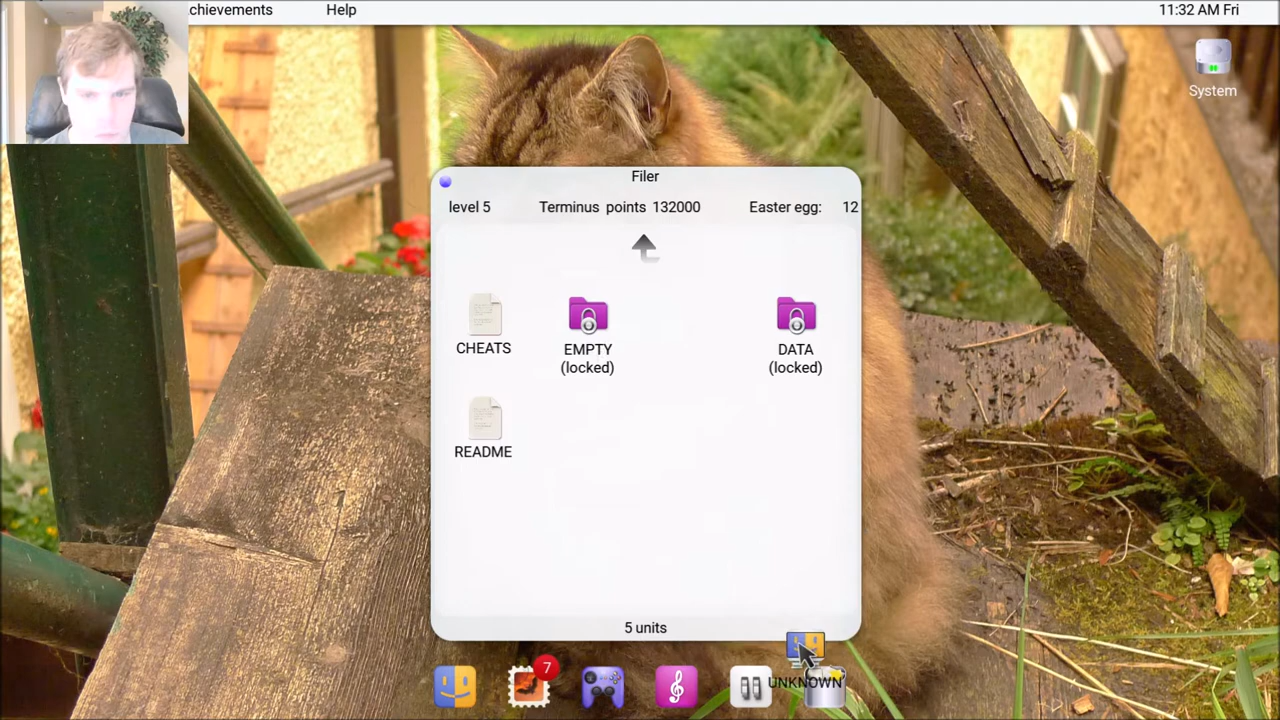 chievements Help 11:32 AM Fri
System
Filer
level 5 Terminus points 132000 Easter egg: 12
CHEATS
EMPTY
(locked)
DATA
(locked)
README
5 units
7
UNKNOWN